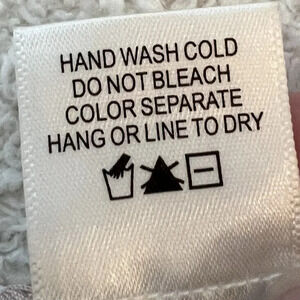 HAND WASH COLD
DO NOT BLEACH
COLOR SEPARATE
HANG OR LINE TO DRY